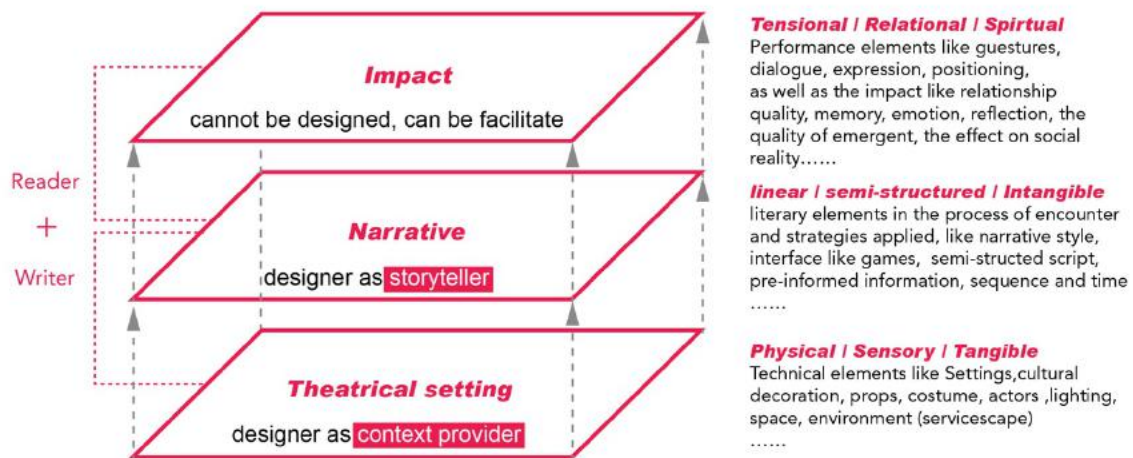 Tensional / Relational / Spirtual
Performance elements like guestures,
dialogue, expression, positioning,
as well as the impact like relationship
quality, memory, emotion, reflection, the
quality of emergent, the effect on social
reality……
Impact
cannot be designed, can be facilitate
Reader
+
Writer
linear / semi-structured / Intangible
literary elements in the process of encounter
and strategies applied, like narrative style,
interface like games, semi-structed script,
pre-informed information, sequence and time
……
Narrative
designer as storyteller
Physical / Sensory / Tangible
Technical elements like Settings,cultural
decoration, props, costume, actors ,lighting,
space, environment (servicescape)
……
Theatrical setting
designer as context provider